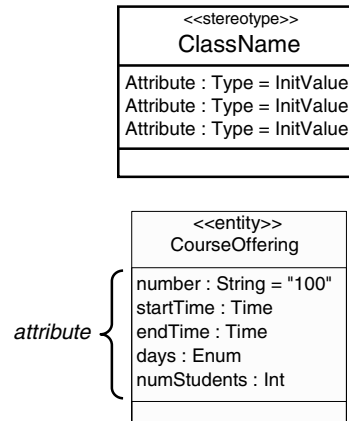 <<stereotype>>
ClassName
Attribute : Type = InitValue
Attribute : Type = InitValue
Attribute : Type = InitValue
<<entity>>
CourseOffering
attribute
number : String = "100"
startTime : Time
endTime : Time
days : Enum
numStudents : Int